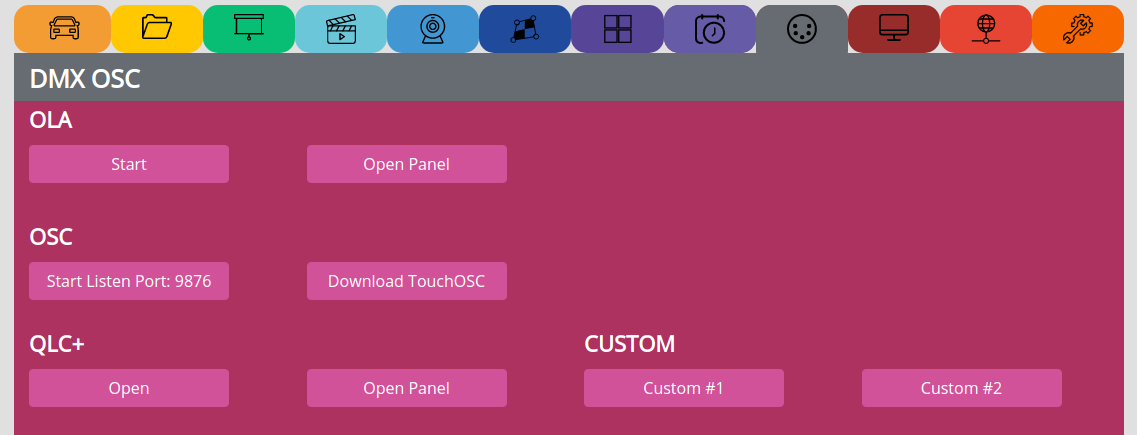 DMX OSC
OLA
Start Open Panel
OSC
Start Listen Port: 9876 Download TouchOSC
QLC+ CUSTOM
Open Open Panel Custom #1 Custom #2